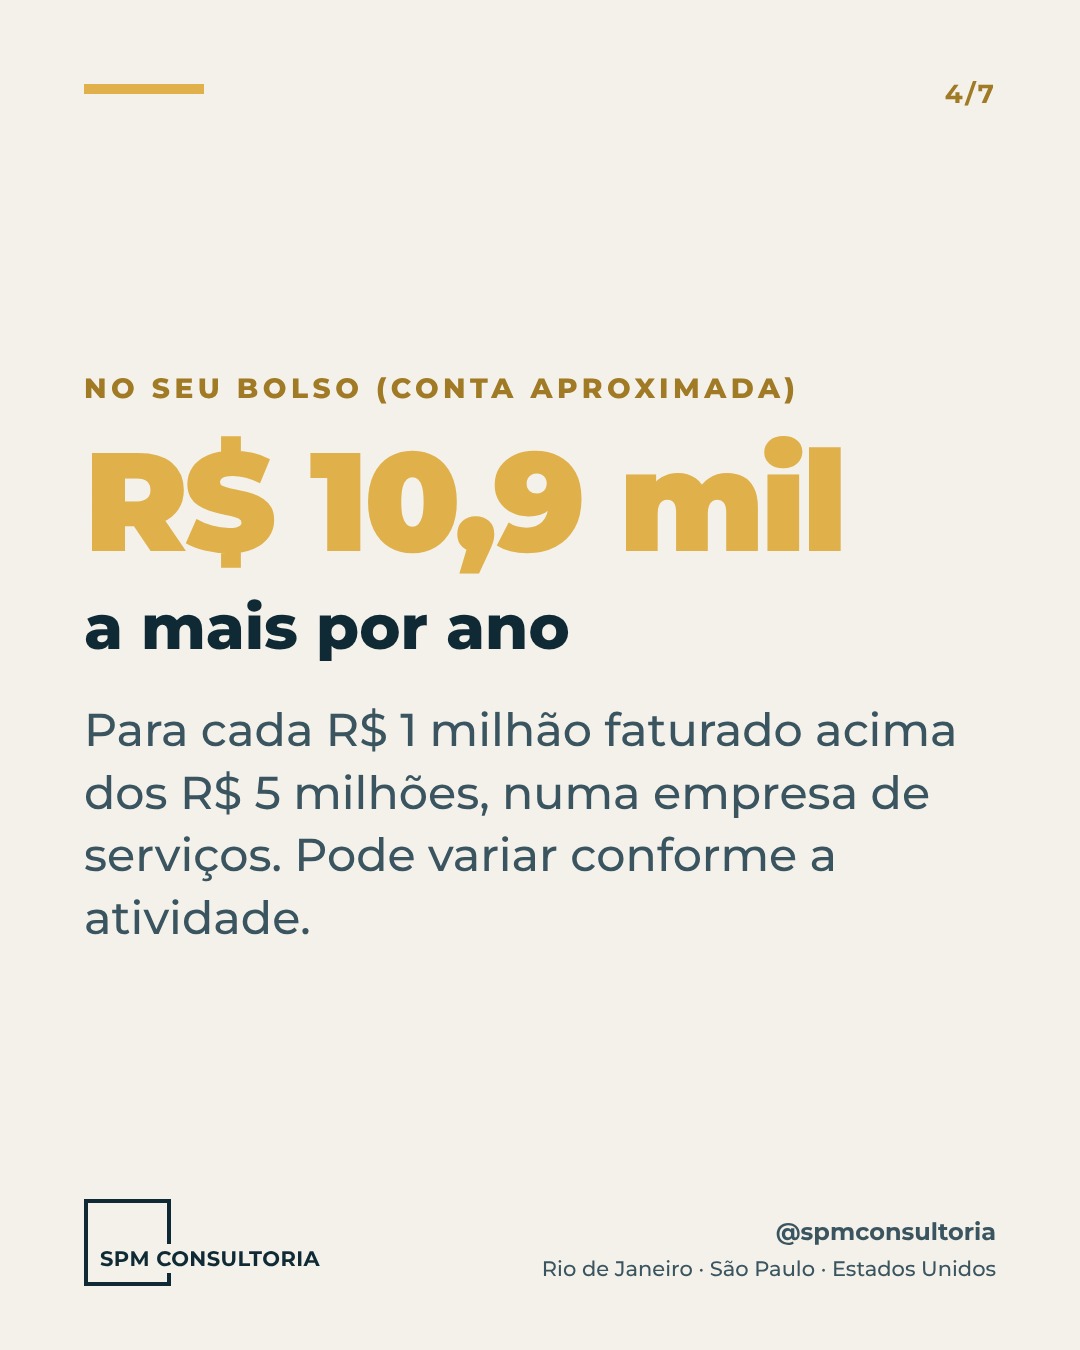 4/7
NO SEU BOLSO (CONTA APROXIMADA)
R$ 10,9 mil
a mais por ano
Para cada R$ 1 milhão faturado acima
dos R$ 5 milhões, numa empresa de
serviços. Pode variar conforme a
atividade.
SPM CONSULTORIA
@spmconsultoria
Rio de Janeiro · São Paulo · Estados Unidos